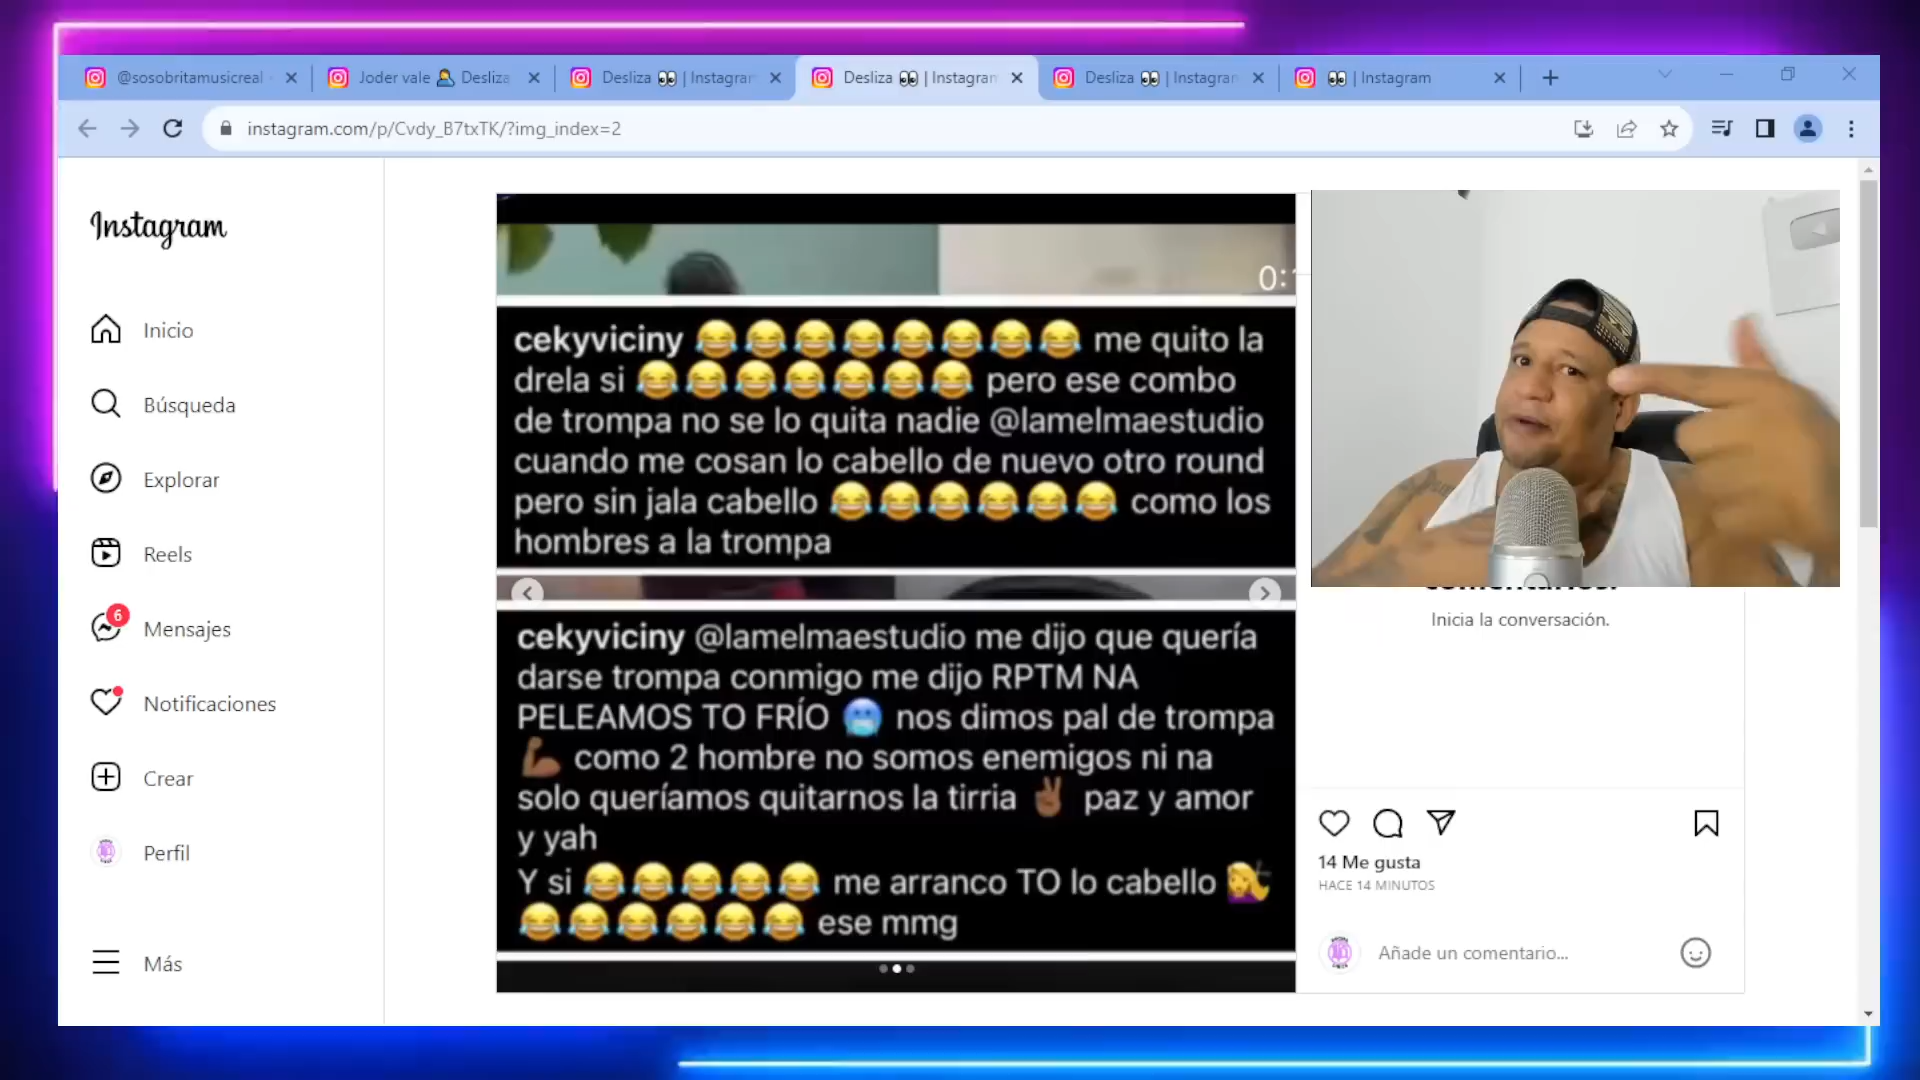 @sosobritamusicreal
Joder vale 🤦 Desliza
Desliza 👀 | Instagram
Desliza 👀 | Instagram
Desliza 👀 | Instagram
👀 | Instagram
instagram.com/p/Cvdy_B7txTK/?img_index=2
Instagram
Inicio
Búsqueda
Explorar
Reels
6
Mensajes
Notificaciones
Crear
Perfil
Más
0:
cekyviciny 😂😂😂😂😂😂😂😂 me quito la
drela si 😂😂😂😂😂😂😂 pero ese combo
de trompa no se lo quita nadie @lamelmaestudio
cuando me cosan lo cabello de nuevo otro round
pero sin jala cabello 😂😂😂😂😂😂 como los
hombres a la trompa
cekyviciny @lamelmaestudio me dijo que quería
darse trompa conmigo me dijo RPTM NA
PELEAMOS TO FRÍO 🥶 nos dimos pal de trompa
💪🏾 como 2 hombre no somos enemigos ni na
solo queríamos quitarnos la tirria ✌🏾 paz y amor
y yah
Y si 😂😂😂😂😂 me arranco TO lo cabello 💇‍♀️
😂😂😂😂😂😂 ese mmg
Inicia la conversación.
14 Me gusta
HACE 14 MINUTOS
Añade un comentario...